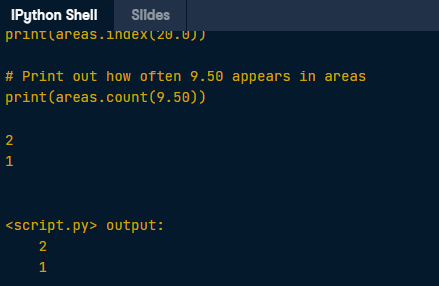 IPython Shell Slides
print(areas.index(20.0))
# Print out how often 9.50 appears in areas
print(areas.count(9.50))
2
1
<script.py> output:
2
1